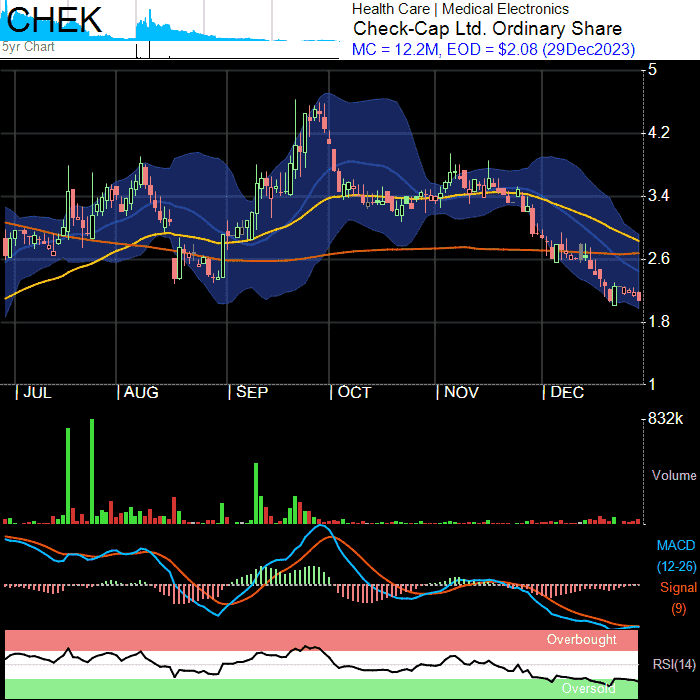 CHEK
5yr Chart
Health Care | Medical Electronics
Check-Cap Ltd. Ordinary Share
MC = 12.2M, EOD = $2.08 (29Dec2023)
5
4.2
3.4
2.6
1.8
1
| JUL | AUG | SEP | OCT | NOV | DEC
832k
Volume
MACD
(12-26)
Signal
(9)
Overbought
RSI(14)
Oversold